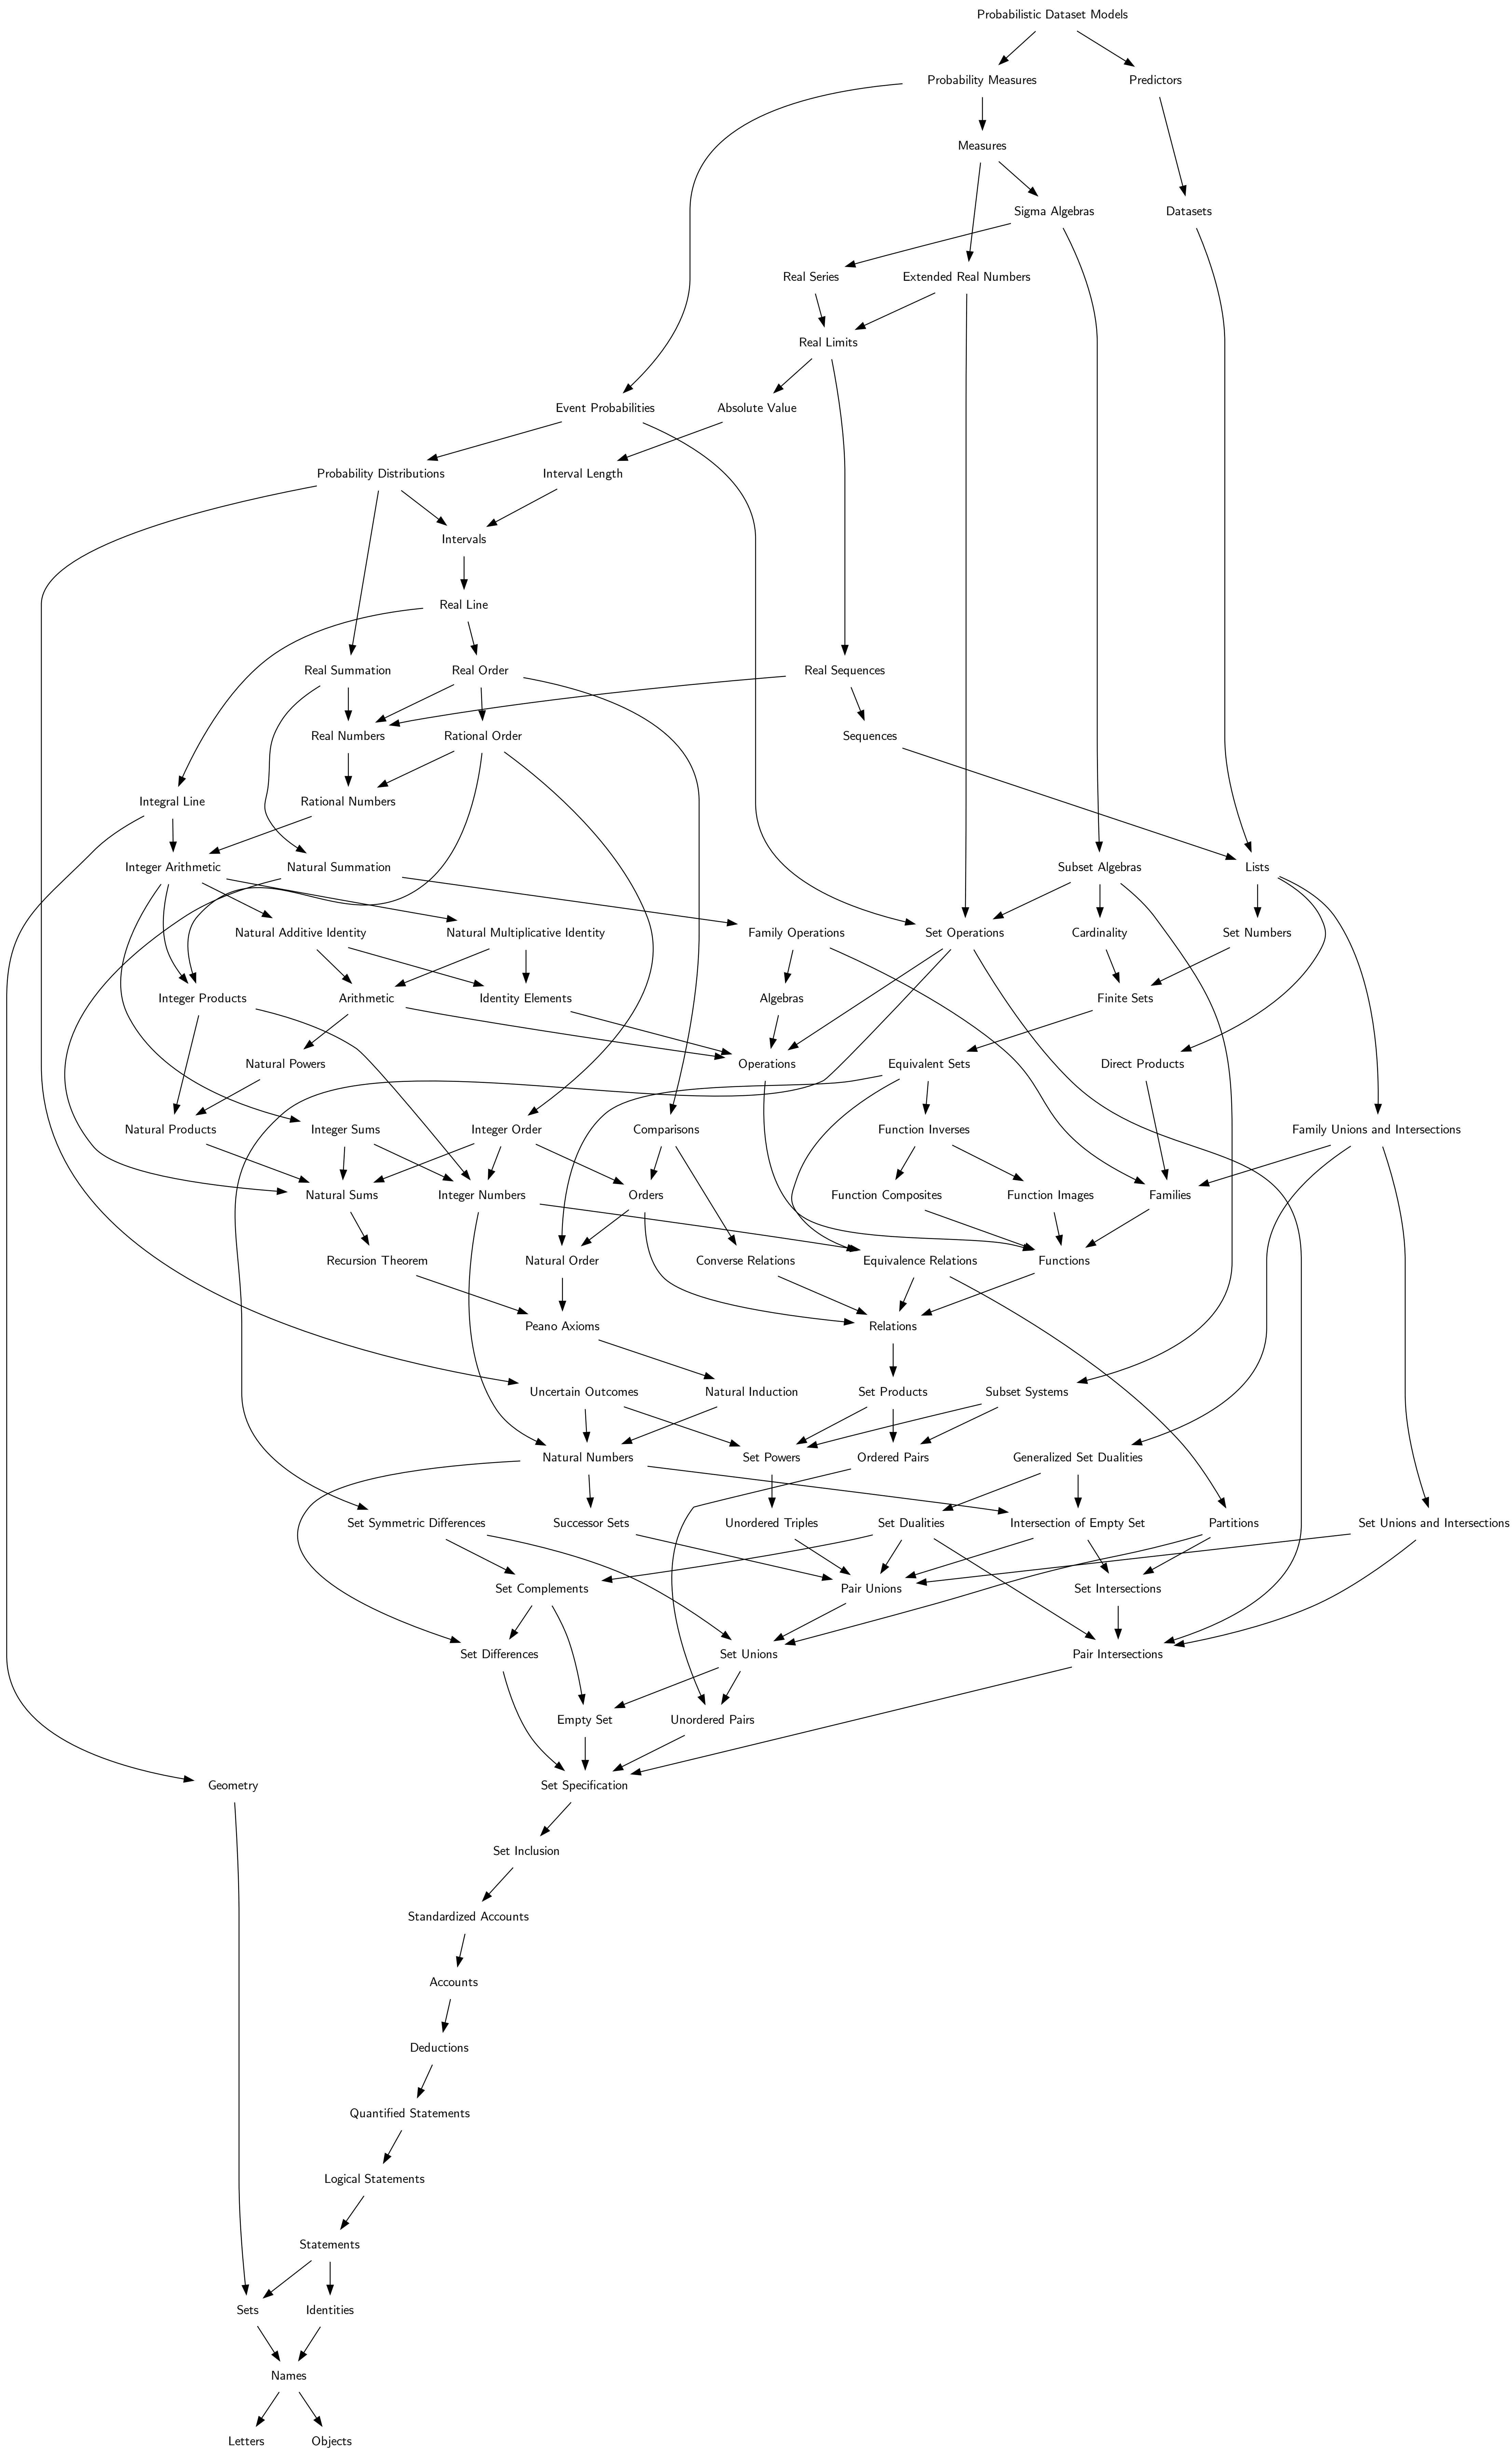 Probabilistic Dataset Models
Probability Measures
Predictors
Measures
Sigma Algebras
Datasets
Real Series
Extended Real Numbers
Real Limits
Event Probabilities
Absolute Value
Probability Distributions
Interval Length
Intervals
Real Line
Real Summation
Real Order
Real Sequences
Real Numbers
Rational Order
Sequences
Integral Line
Rational Numbers
Integer Arithmetic
Natural Summation
Subset Algebras
Lists
Natural Additive Identity
Natural Multiplicative Identity
Family Operations
Set Operations
Cardinality
Set Numbers
Integer Products
Arithmetic
Identity Elements
Algebras
Finite Sets
Natural Powers
Operations
Equivalent Sets
Direct Products
Natural Products
Integer Sums
Integer Order
Comparisons
Function Inverses
Family Unions and Intersections
Natural Sums
Integer Numbers
Orders
Function Composites
Function Images
Families
Recursion Theorem
Natural Order
Converse Relations
Equivalence Relations
Functions
Peano Axioms
Relations
Uncertain Outcomes
Natural Induction
Set Products
Subset Systems
Natural Numbers
Set Powers
Ordered Pairs
Generalized Set Dualities
Set Symmetric Differences
Successor Sets
Unordered Triples
Set Dualities
Intersection of Empty Set
Partitions
Set Unions and Intersections
Set Complements
Pair Unions
Set Intersections
Set Differences
Set Unions
Pair Intersections
Empty Set
Unordered Pairs
Geometry
Set Specification
Set Inclusion
Standardized Accounts
Accounts
Deductions
Quantified Statements
Logical Statements
Statements
Sets
Identities
Names
Letters
Objects